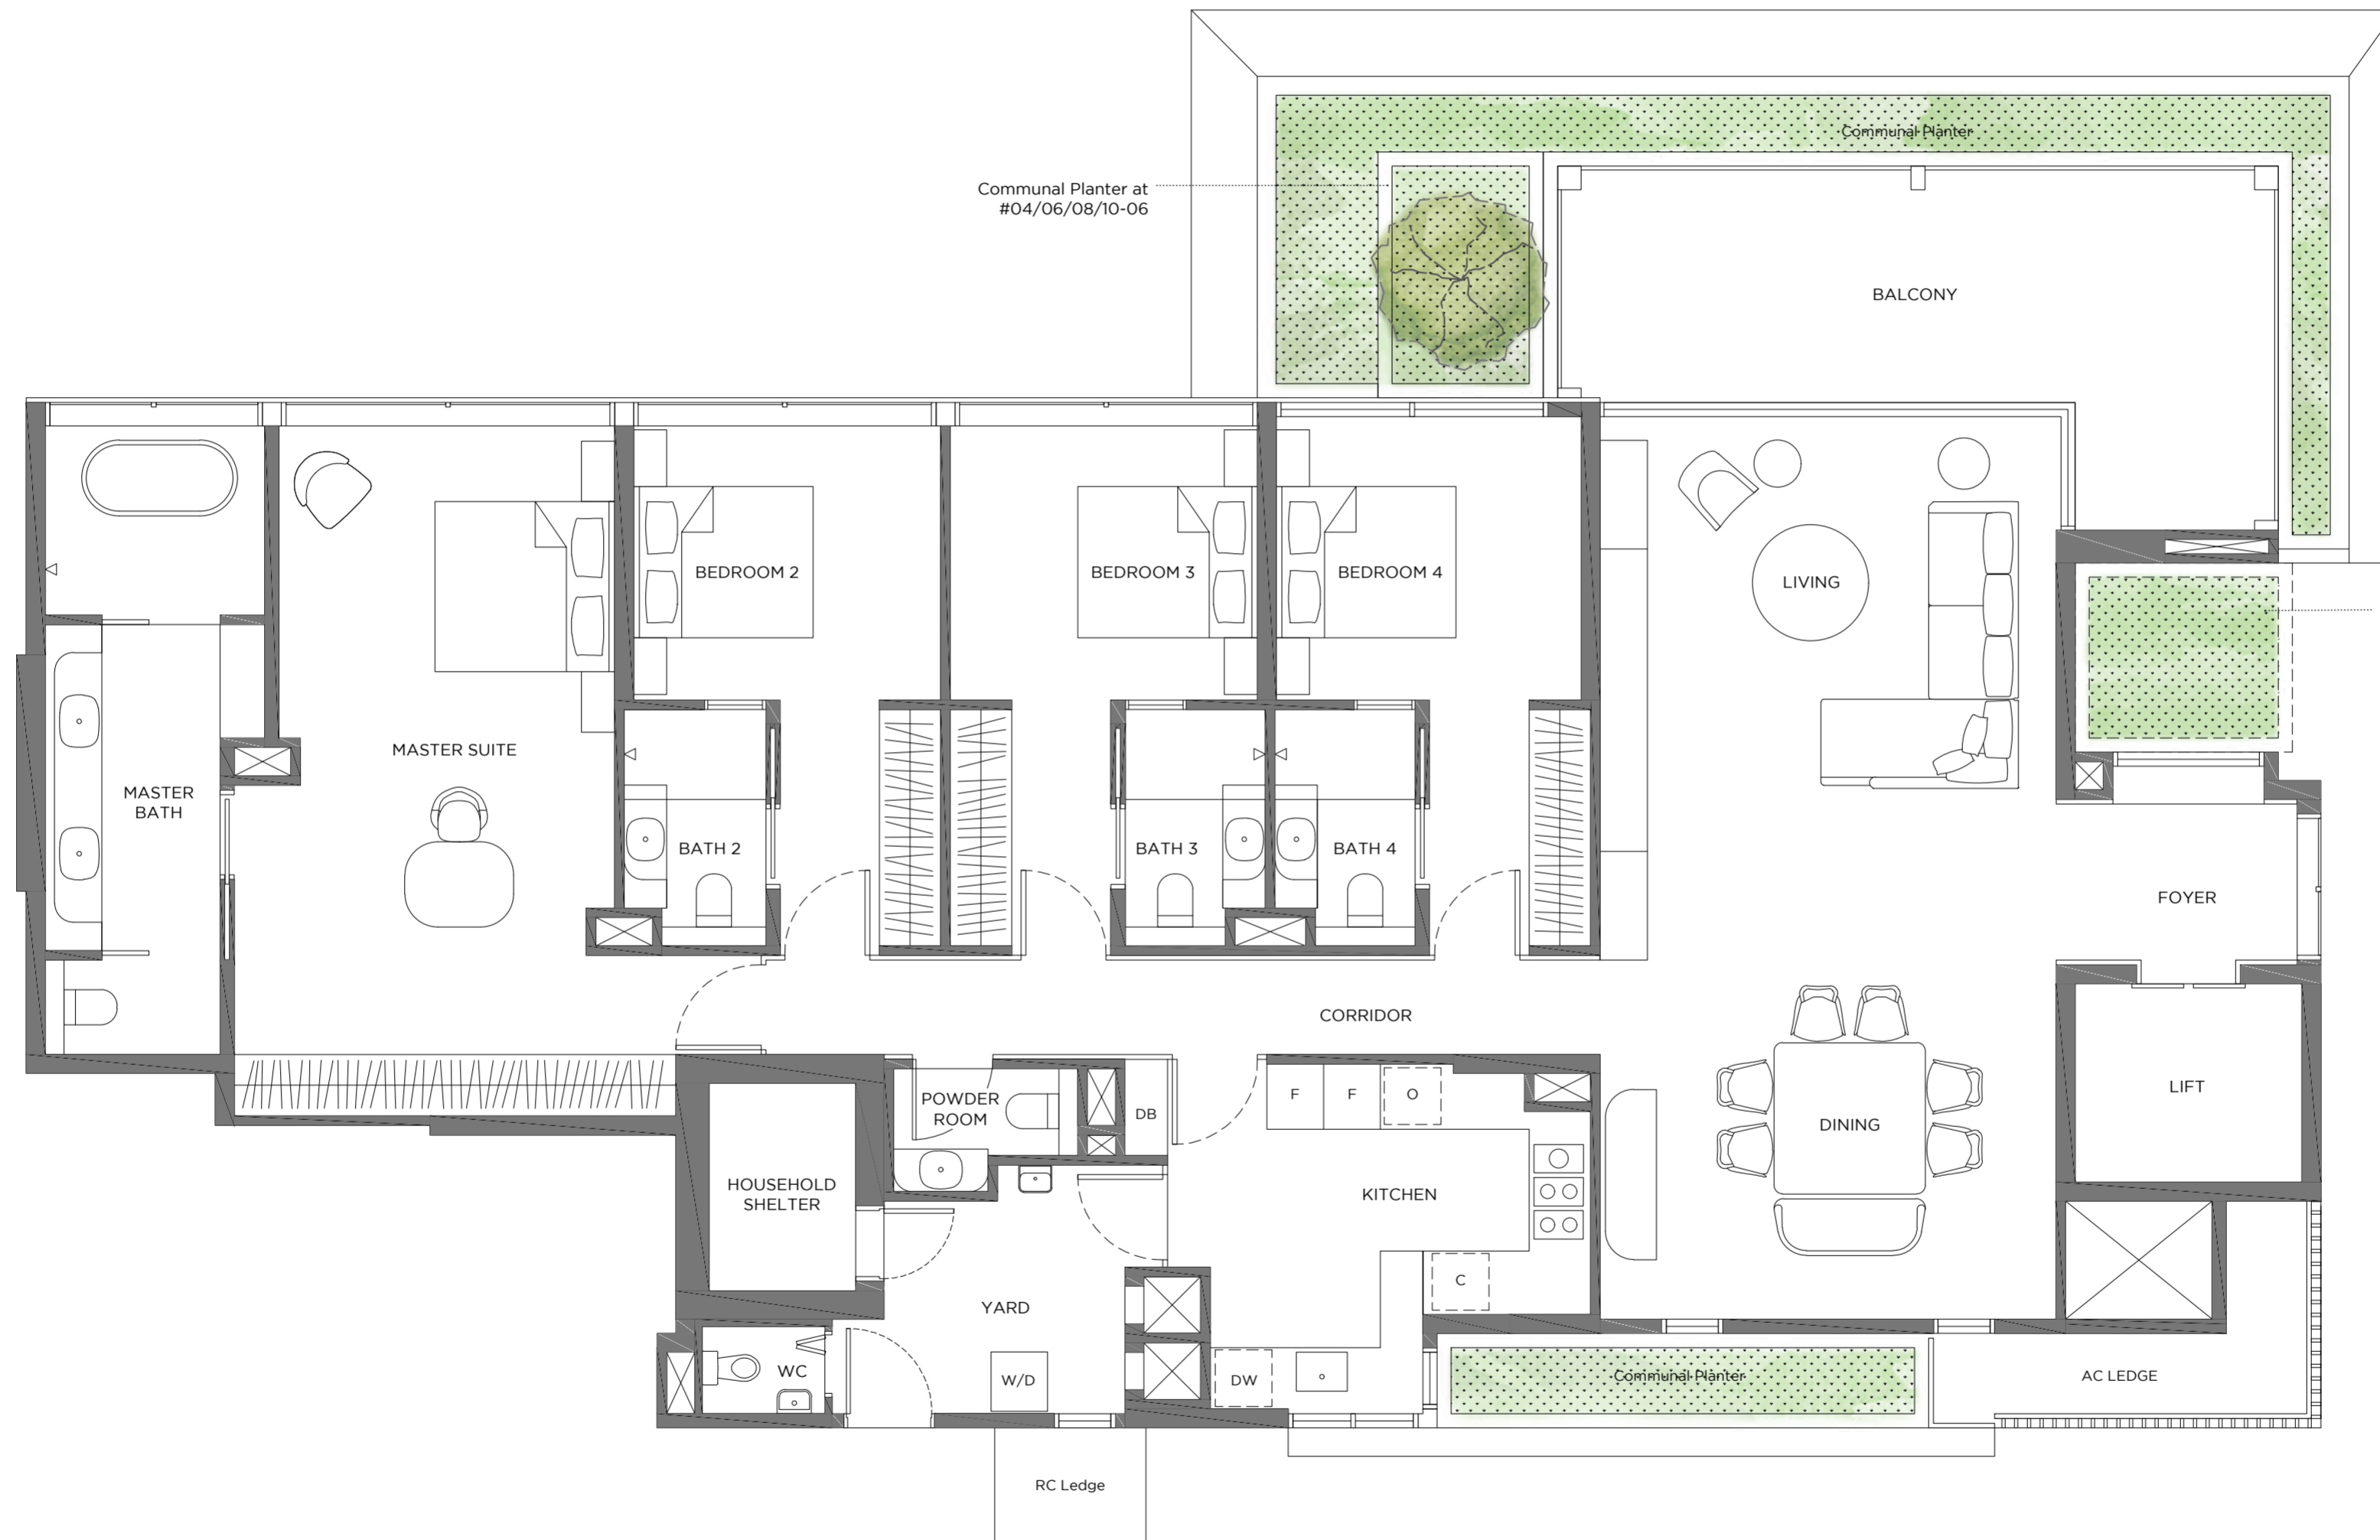 Communal Planter
Communal Planter at
#04/06/08/10-06
BALCONY
BEDROOM 2
BEDROOM 3
BEDROOM 4
LIVING
MASTER SUITE
MASTER
BATH
BATH 2
BATH 3
BATH 4
FOYER
CORRIDOR
LIFT
POWDER
ROOM
DB
F
F
O
DINING
HOUSEHOLD
SHELTER
KITCHEN
C
YARD
WC
W/D
DW
Communal Planter
AC LEDGE
RC Ledge